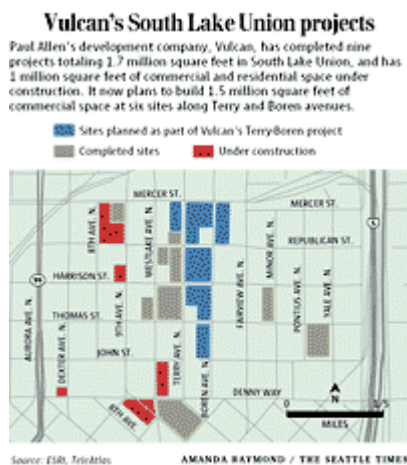 Vulcan's South Lake Union projects
Paul Allen's development company, Vulcan, has completed nine
projects totaling 1.7 million square feet in South Lake Union, and has
1 million square feet of commercial and residential space under
construction. It now plans to build 1.5 million square feet of
commercial space at six sites along Terry and Boren avenues.
Sites planned as part of Vulcan's Terry-Boren project
Completed sites
Under construction
MERCER ST.
MERCER ST.
8TH AVE. N.
WESTLAKE AVE. N.
REPUBLICAN ST.
MINOR AVE. N.
HARRISON ST.
5
99
9TH AVE. N.
FAIRVIEW AVE. N.
PONTIUS AVE. N.
YALE AVE. N.
THOMAS ST.
AURORA AVE. N.
DEXTER AVE. N.
JOHN ST.
TERRY AVE. N.
BOREN AVE. N.
DENNY WAY
8TH AVE.
N
0
1/5
MILES
Source: ESRI, TeleAtlas
AMANDA RAYMOND / THE SEATTLE TIMES